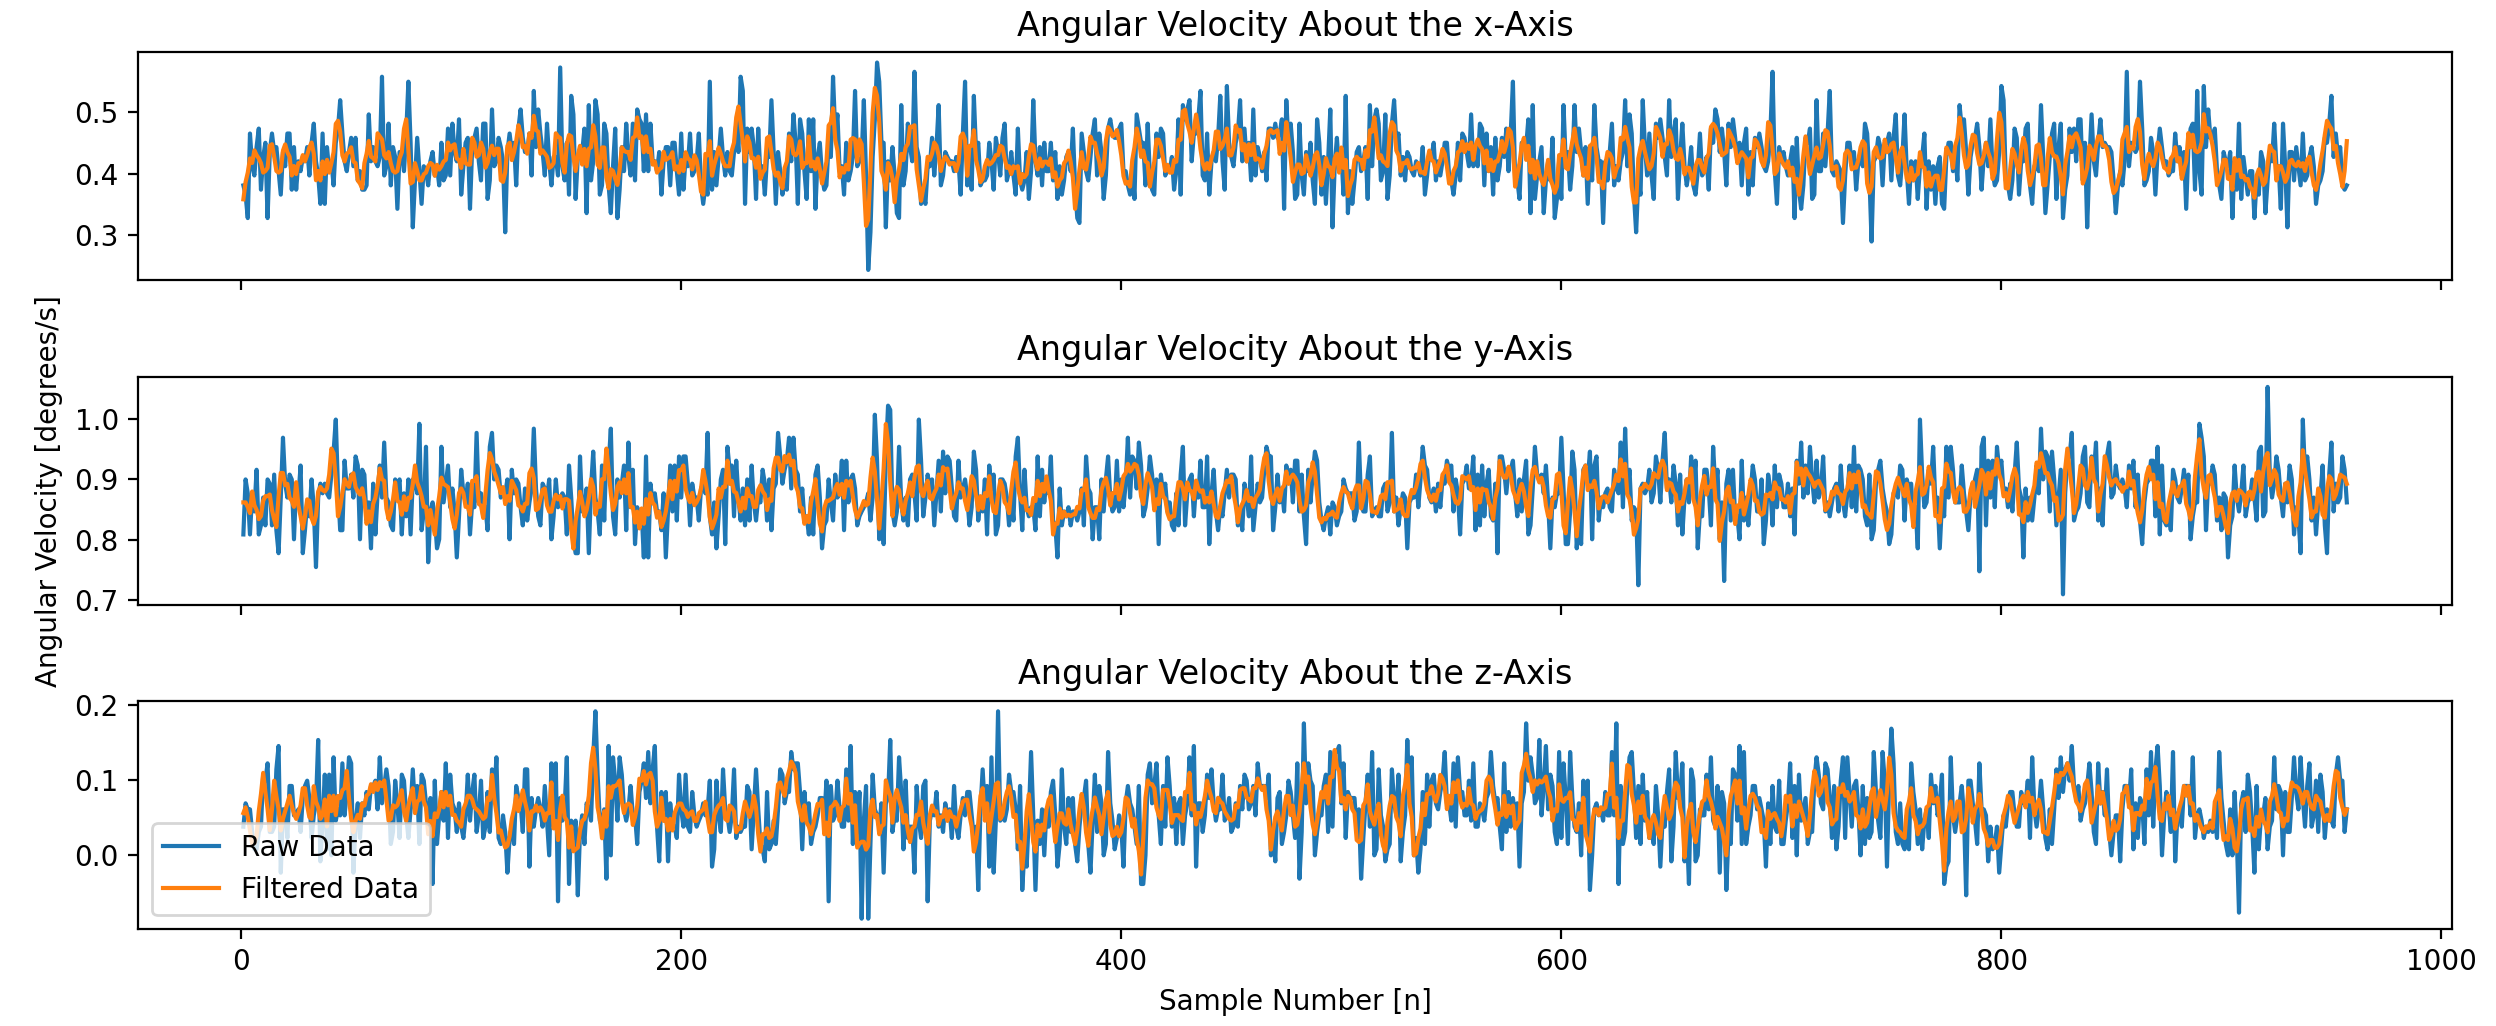 Angular Velocity About the x-Axis
0.5
0.4
0.3
Angular Velocity [degrees/s]
Angular Velocity About the y-Axis
1.0
0.9
0.8
0.7
Angular Velocity About the z-Axis
0.2
0.1
0.0
Raw Data
Filtered Data
0 200 400 600 800 1000
Sample Number [n]